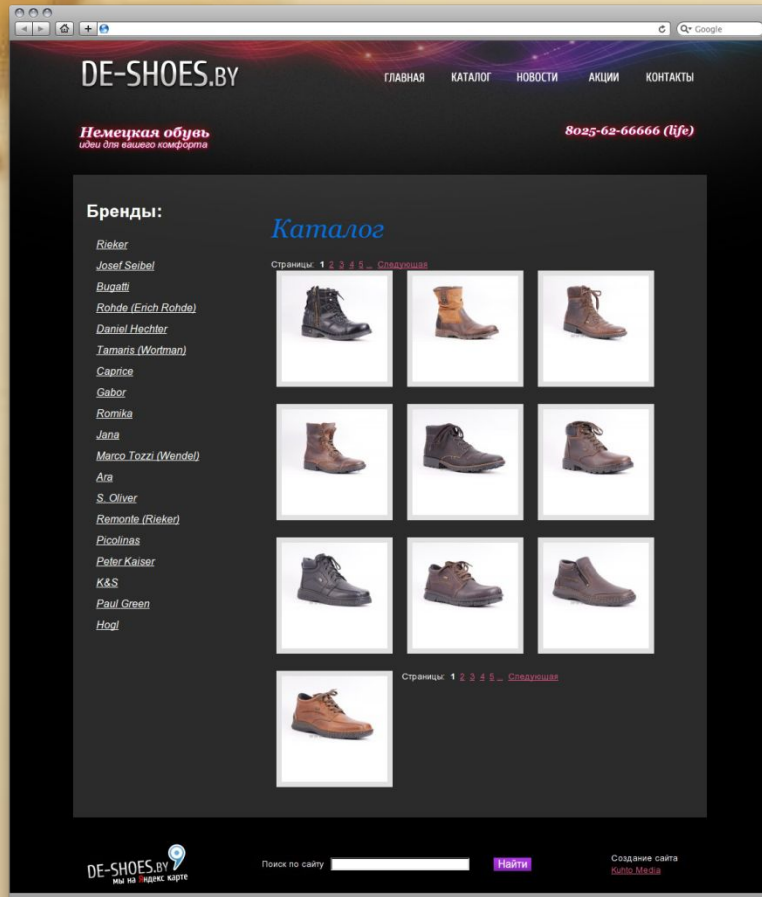 Google
DE-SHOES.BY
ГЛАВНАЯ КАТАЛОГ НОВОСТИ АКЦИИ КОНТАКТЫ
Немецкая обувь
идеи для вашего комфорта
8025-62-66666 (life)
Бренды:
Rieker
Josef Seibel
Bugatti
Rohde (Erich Rohde)
Daniel Hechter
Tamaris (Wortman)
Caprice
Gabor
Romika
Jana
Marco Tozzi (Wendel)
Ara
S. Oliver
Remonte (Rieker)
Picolinas
Peter Kaiser
K&S
Paul Green
Hogl
Каталог
Страницы: 1 2 3 4 5 ... Следующая
Страницы: 1 2 3 4 5 ... Следующая
DE-SHOES.BY
мы на Яндекс карте
Поиск по сайту
Найти
Создание сайта
Kuhto Media